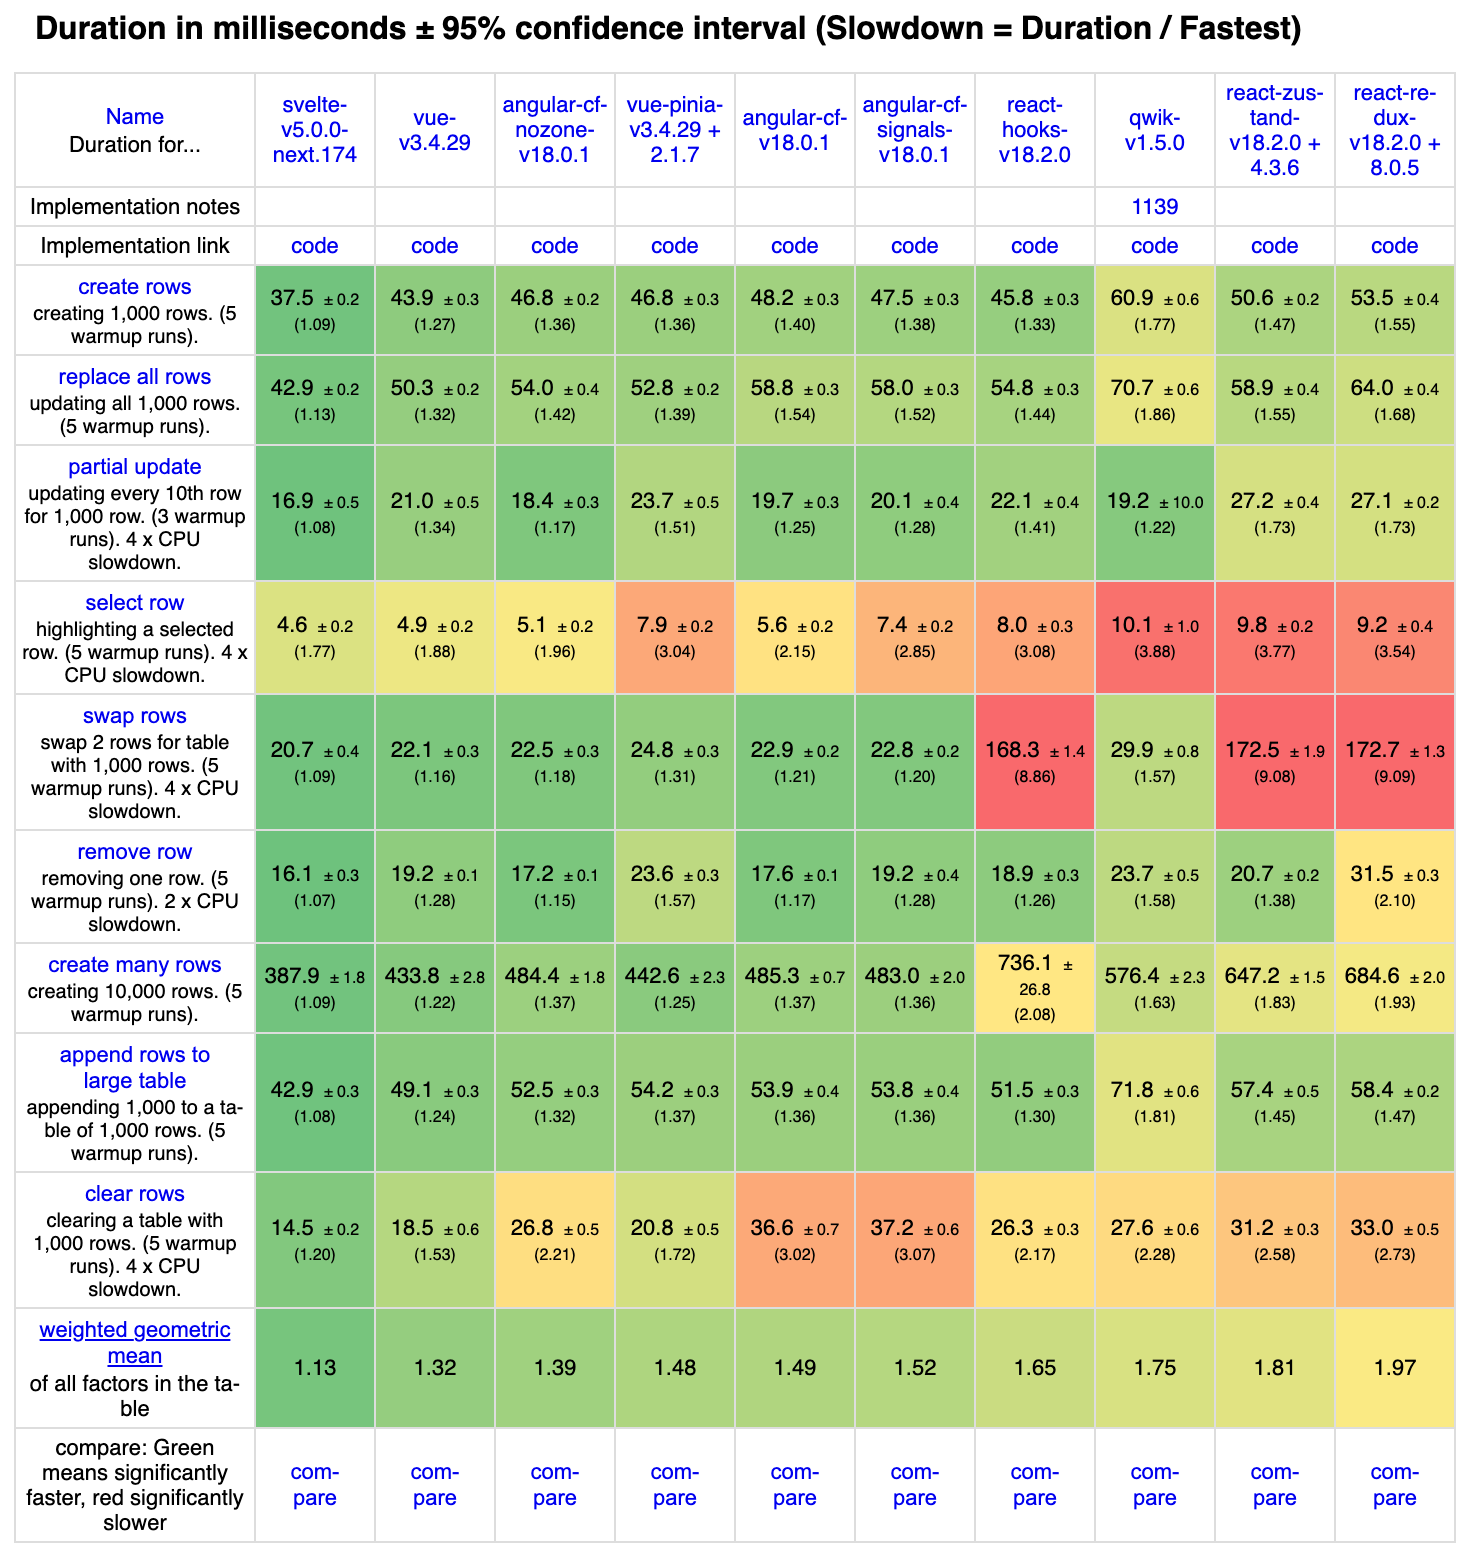 Duration in milliseconds ± 95% confidence interval (Slowdown = Duration / Fastest)
Name
Duration for...
svelte-
v5.0.0-
next.174
vue-
v3.4.29
angular-cf-
nozone-
v18.0.1
vue-pinia-
v3.4.29 +
2.1.7
angular-cf-
v18.0.1
angular-cf-
signals-
v18.0.1
react-
hooks-
v18.2.0
qwik-
v1.5.0
react-zus-
tand-
v18.2.0 +
4.3.6
react-re-
dux-
v18.2.0 +
8.0.5
Implementation notes
1139
Implementation link
code code code code code code code code code code
create rows
creating 1,000 rows. (5
warmup runs).
37.5 ± 0.2 43.9 ± 0.3 46.8 ± 0.2 46.8 ± 0.3 48.2 ± 0.3 47.5 ± 0.3 45.8 ± 0.3 60.9 ± 0.6 50.6 ± 0.2 53.5 ± 0.4
(1.09) (1.27) (1.36) (1.36) (1.40) (1.38) (1.33) (1.77) (1.47) (1.55)
replace all rows
updating all 1,000 rows.
(5 warmup runs).
42.9 ± 0.2 50.3 ± 0.2 54.0 ± 0.4 52.8 ± 0.2 58.8 ± 0.3 58.0 ± 0.3 54.8 ± 0.3 70.7 ± 0.6 58.9 ± 0.4 64.0 ± 0.4
(1.13) (1.32) (1.42) (1.39) (1.54) (1.52) (1.44) (1.86) (1.55) (1.68)
partial update
updating every 10th row
for 1,000 row. (3 warmup
runs). 4 x CPU
slowdown.
16.9 ± 0.5 21.0 ± 0.5 18.4 ± 0.3 23.7 ± 0.5 19.7 ± 0.3 20.1 ± 0.4 22.1 ± 0.4 19.2 ± 10.0 27.2 ± 0.4 27.1 ± 0.2
(1.08) (1.34) (1.17) (1.51) (1.25) (1.28) (1.41) (1.22) (1.73) (1.73)
select row
highlighting a selected
row. (5 warmup runs). 4 x
CPU slowdown.
4.6 ± 0.2 4.9 ± 0.2 5.1 ± 0.2 7.9 ± 0.2 5.6 ± 0.2 7.4 ± 0.2 8.0 ± 0.3 10.1 ± 1.0 9.8 ± 0.2 9.2 ± 0.4
(1.77) (1.88) (1.96) (3.04) (2.15) (2.85) (3.08) (3.88) (3.77) (3.54)
swap rows
swap 2 rows for table
with 1,000 rows. (5
warmup runs). 4 x CPU
slowdown.
20.7 ± 0.4 22.1 ± 0.3 22.5 ± 0.3 24.8 ± 0.3 22.9 ± 0.2 22.8 ± 0.2 168.3 ± 1.4 29.9 ± 0.8 172.5 ± 1.9 172.7 ± 1.3
(1.09) (1.16) (1.18) (1.31) (1.21) (1.20) (8.86) (1.57) (9.08) (9.09)
remove row
removing one row. (5
warmup runs). 2 x CPU
slowdown.
16.1 ± 0.3 19.2 ± 0.1 17.2 ± 0.1 23.6 ± 0.3 17.6 ± 0.1 19.2 ± 0.4 18.9 ± 0.3 23.7 ± 0.5 20.7 ± 0.2 31.5 ± 0.3
(1.07) (1.28) (1.15) (1.57) (1.17) (1.28) (1.26) (1.58) (1.38) (2.10)
create many rows
creating 10,000 rows. (5
warmup runs).
387.9 ± 1.8 433.8 ± 2.8 484.4 ± 1.8 442.6 ± 2.3 485.3 ± 0.7 483.0 ± 2.0 736.1 ± 26.8 576.4 ± 2.3 647.2 ± 1.5 684.6 ± 2.0
(1.09) (1.22) (1.37) (1.25) (1.37) (1.36) (2.08) (1.63) (1.83) (1.93)
append rows to
large table
appending 1,000 to a ta-
ble of 1,000 rows. (5
warmup runs).
42.9 ± 0.3 49.1 ± 0.3 52.5 ± 0.3 54.2 ± 0.3 53.9 ± 0.4 53.8 ± 0.4 51.5 ± 0.3 71.8 ± 0.6 57.4 ± 0.5 58.4 ± 0.2
(1.08) (1.24) (1.32) (1.37) (1.36) (1.36) (1.30) (1.81) (1.45) (1.47)
clear rows
clearing a table with
1,000 rows. (5 warmup
runs). 4 x CPU
slowdown.
14.5 ± 0.2 18.5 ± 0.6 26.8 ± 0.5 20.8 ± 0.5 36.6 ± 0.7 37.2 ± 0.6 26.3 ± 0.3 27.6 ± 0.6 31.2 ± 0.3 33.0 ± 0.5
(1.20) (1.53) (2.21) (1.72) (3.02) (3.07) (2.17) (2.28) (2.58) (2.73)
weighted geometric
mean
of all factors in the ta-
ble
1.13 1.32 1.39 1.48 1.49 1.52 1.65 1.75 1.81 1.97
compare: Green
means significantly
faster, red significantly
slower
com- com- com- com- com- com- com- com- com- com-
pare pare pare pare pare pare pare pare pare pare